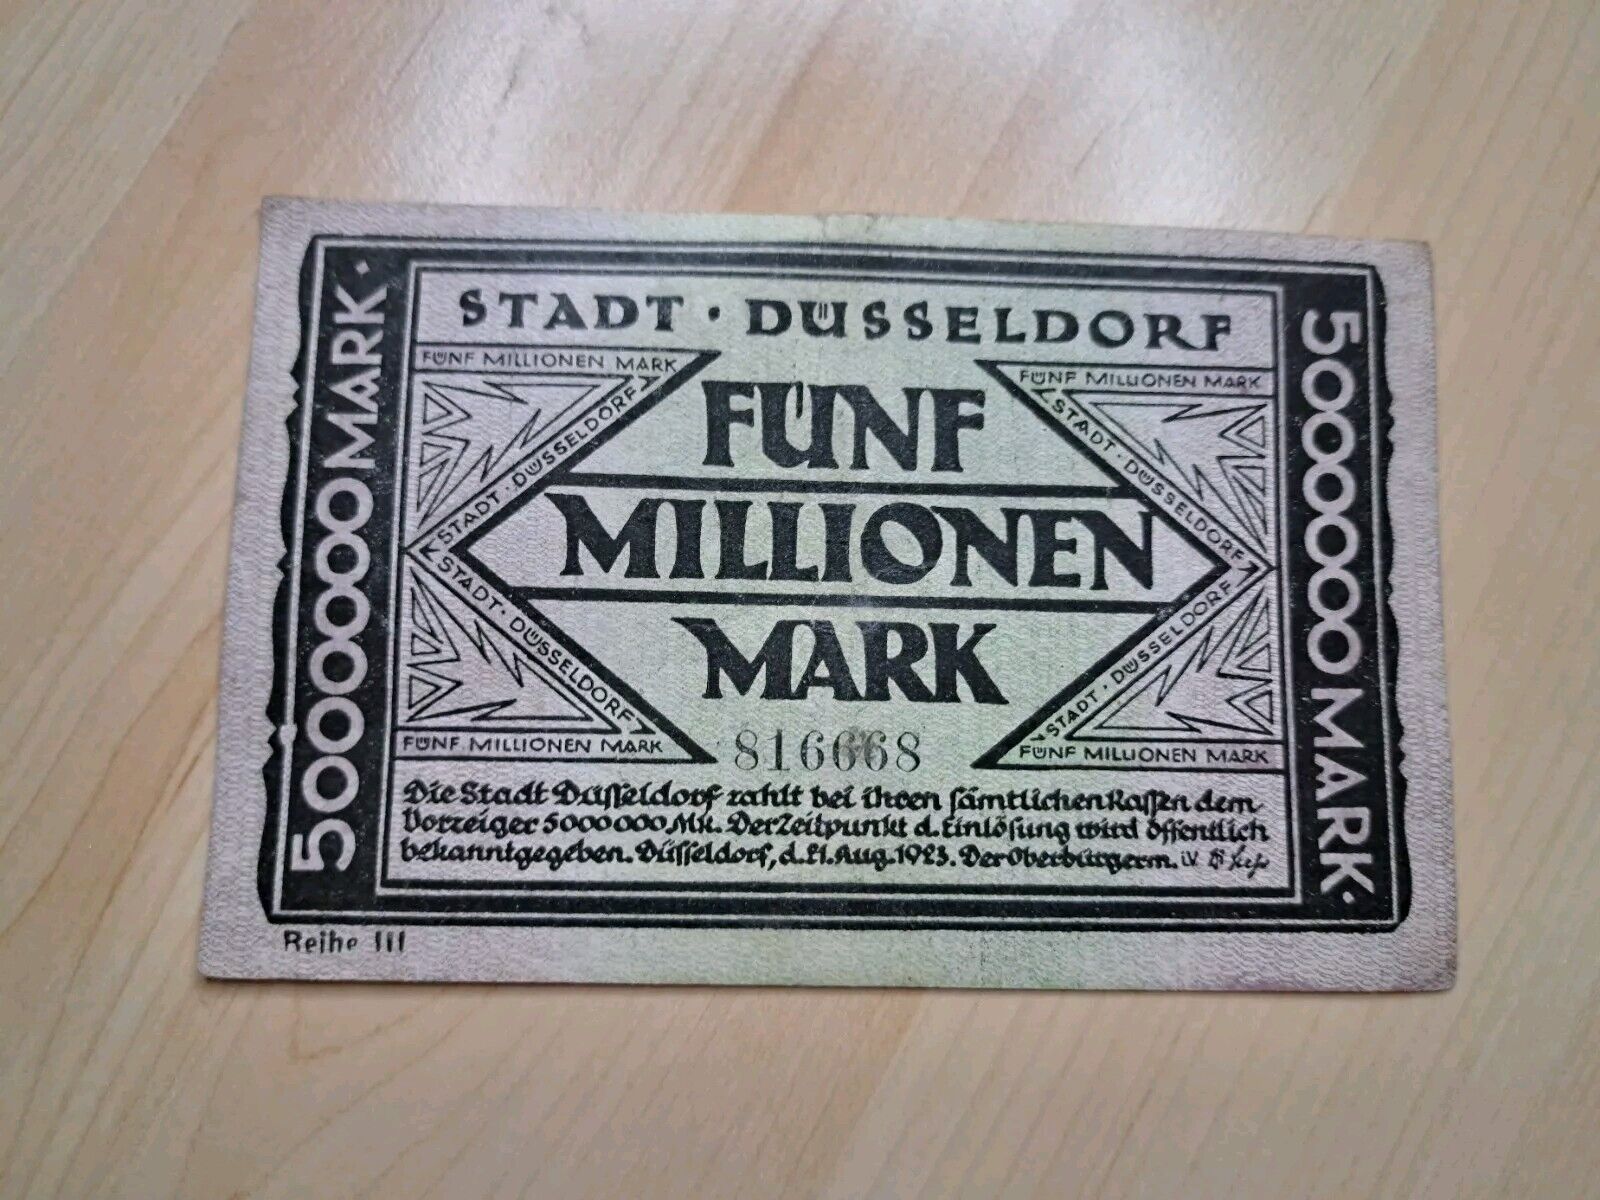 STADT · DÜSSELDORF
5000000 MARK ·
5000000 MARK ·
FÜNF MILLIONEN MARK
FÜNF MILLIONEN MARK
STADT · DÜSSELDORF
STADT · DÜSSELDORF
FÜNF
MILLIONEN
MARK
STADT · DÜSSELDORF
STADT · DÜSSELDORF
FÜNF MILLIONEN MARK
FÜNF MILLIONEN MARK
816668
Die Stadt Düsseldorf zahlt bei ihren sämtlichen Kassen dem
Vorzeiger 5000000 Mk. Der Zeitpunkt d. Einlösung wird öffentlich
bekanntgegeben. Düsseldorf, d. 21. Aug. 1923. Der Oberbürgerm. i.V.
Reihe III